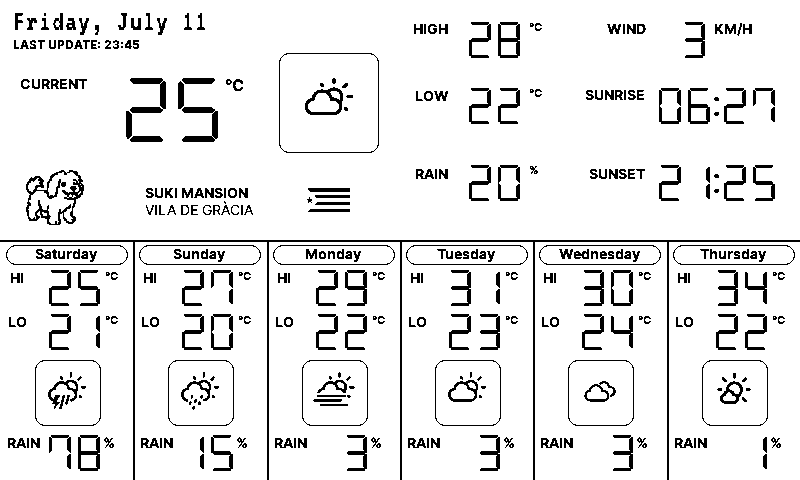 Friday, July 11
LAST UPDATE: 23:45
CURRENT 25 °C
HIGH 28 °C
LOW 22 °C
RAIN 20 %
WIND 3 KM/H
SUNRISE 06:27
SUNSET 21:25
SUKI MANSION
VILA DE GRÀCIA
Saturday
HI 25 °C
LO 21 °C
RAIN 78 %
Sunday
HI 27 °C
LO 20 °C
RAIN 15 %
Monday
HI 29 °C
LO 22 °C
RAIN 3 %
Tuesday
HI 31 °C
LO 23 °C
RAIN 3 %
Wednesday
HI 30 °C
LO 24 °C
RAIN 3 %
Thursday
HI 34 °C
LO 22 °C
RAIN 1 %